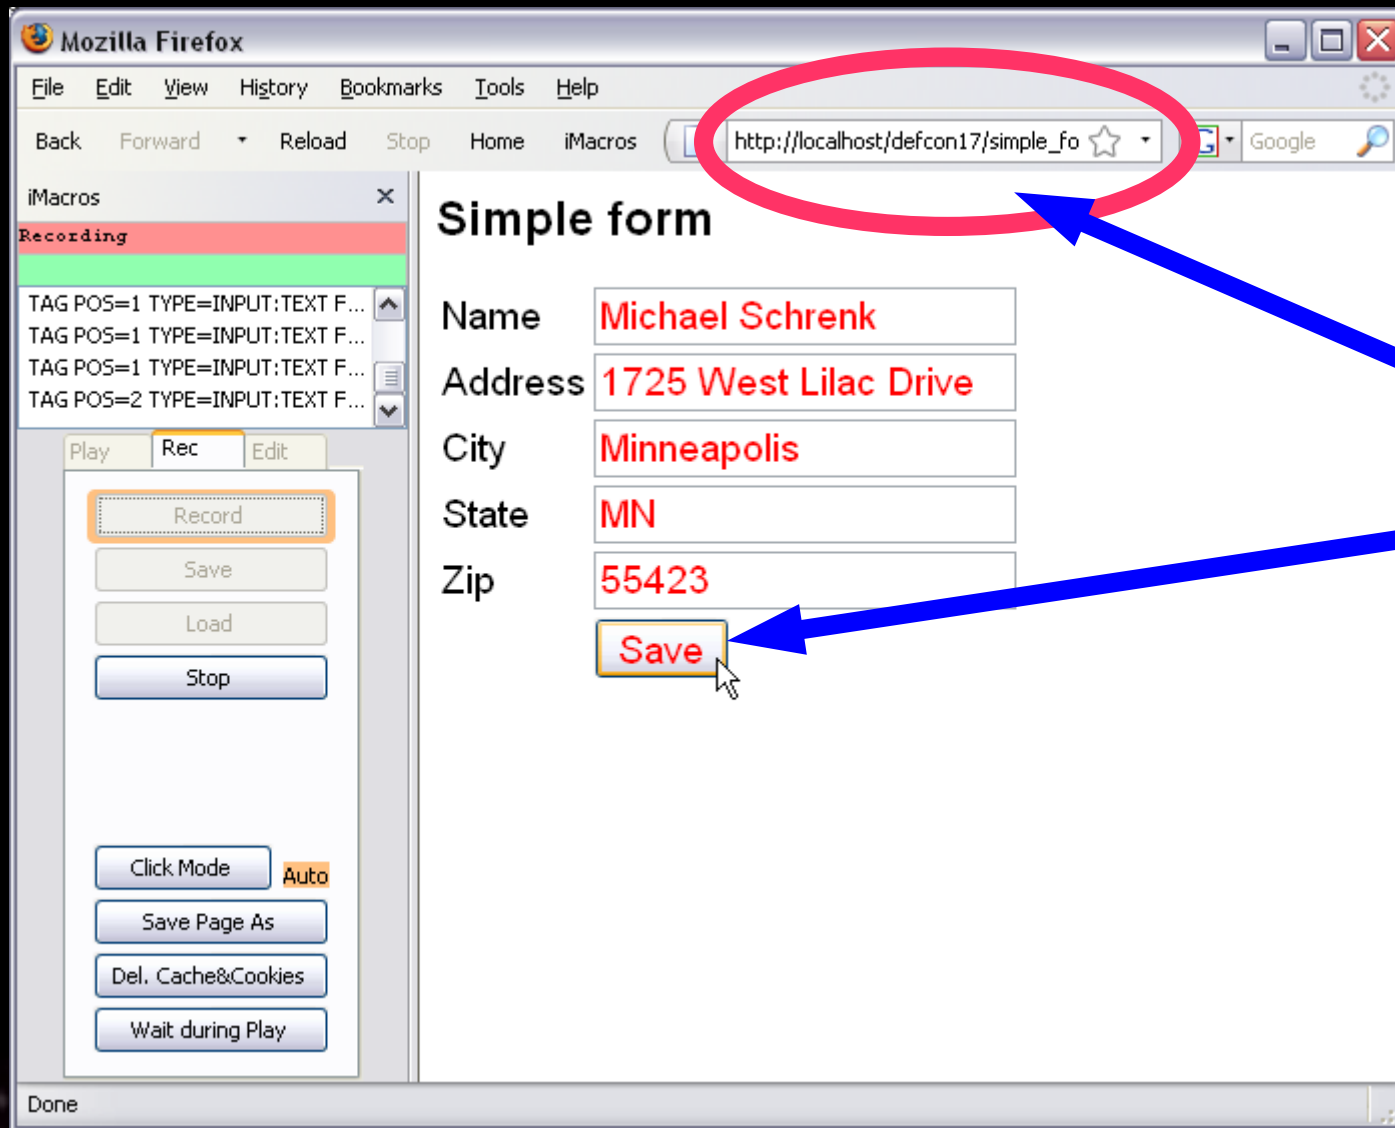 Mozilla Firefox
File Edit View History Bookmarks Tools Help
Back Forward Reload Stop Home iMacros http://localhost/defcon17/simple_fo G Google
iMacros
Recording
TAG POS=1 TYPE=INPUT:TEXT F...
TAG POS=1 TYPE=INPUT:TEXT F...
TAG POS=1 TYPE=INPUT:TEXT F...
TAG POS=2 TYPE=INPUT:TEXT F...
Play Rec Edit
Record
Save
Load
Stop
Click Mode Auto
Save Page As
Del. Cache&Cookies
Wait during Play
Simple form
Name Michael Schrenk
Address 1725 West Lilac Drive
City Minneapolis
State MN
Zip 55423
Save
Done